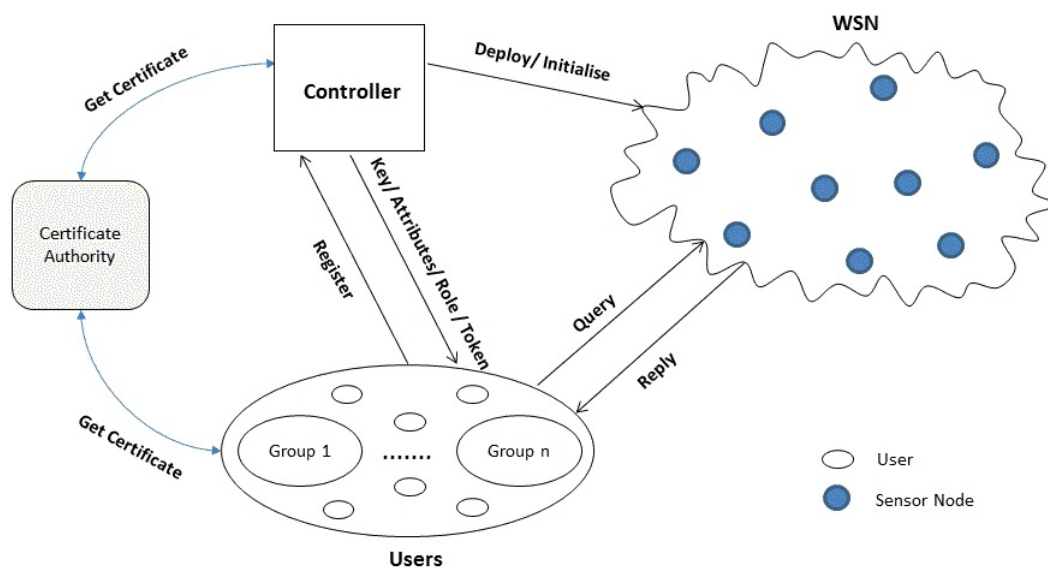 WSN
Get Certificate
Deploy/ Initialise
Controller
Certificate
Authority
Register
Key/ Attributes/ Role / Token
Query
Reply
Get Certificate
Group 1
.......
Group n
User
Sensor Node
Users